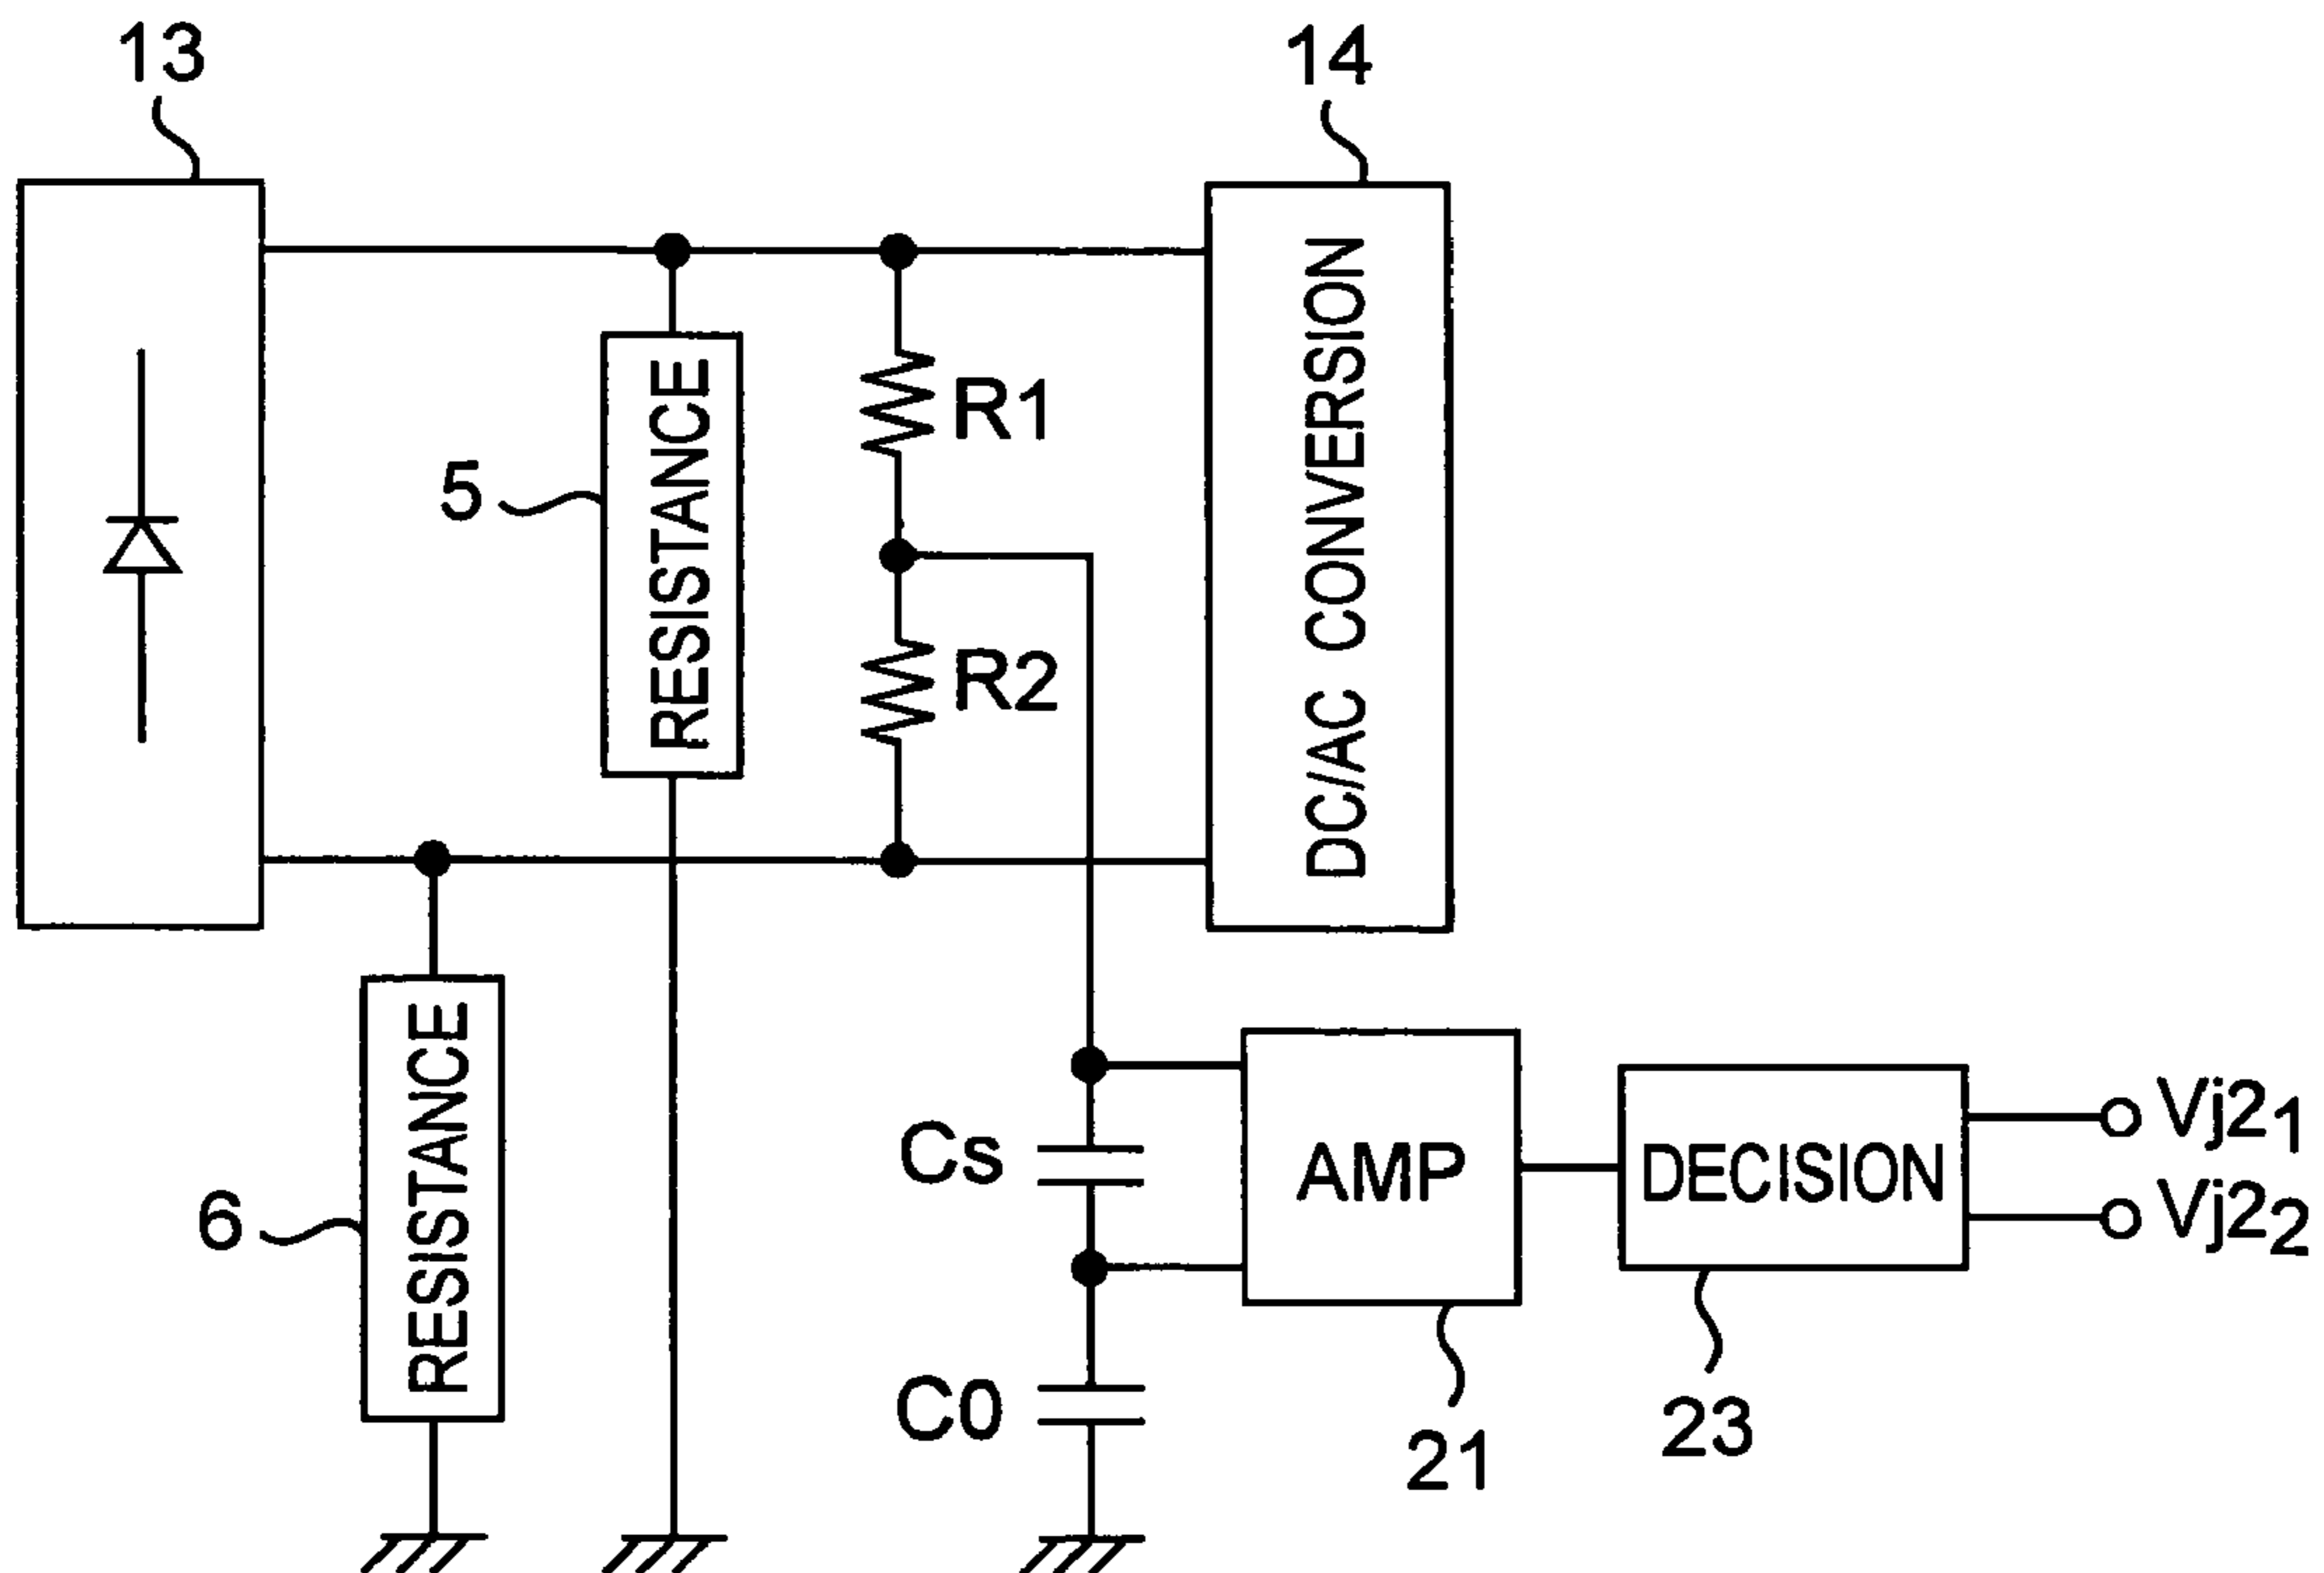 13
14
RESISTANCE
5
R1
R2
DC/AC CONVERSION
RESISTANCE
6
Cs
C0
AMP
DECISION
Vj2₁
Vj2₂
21
23